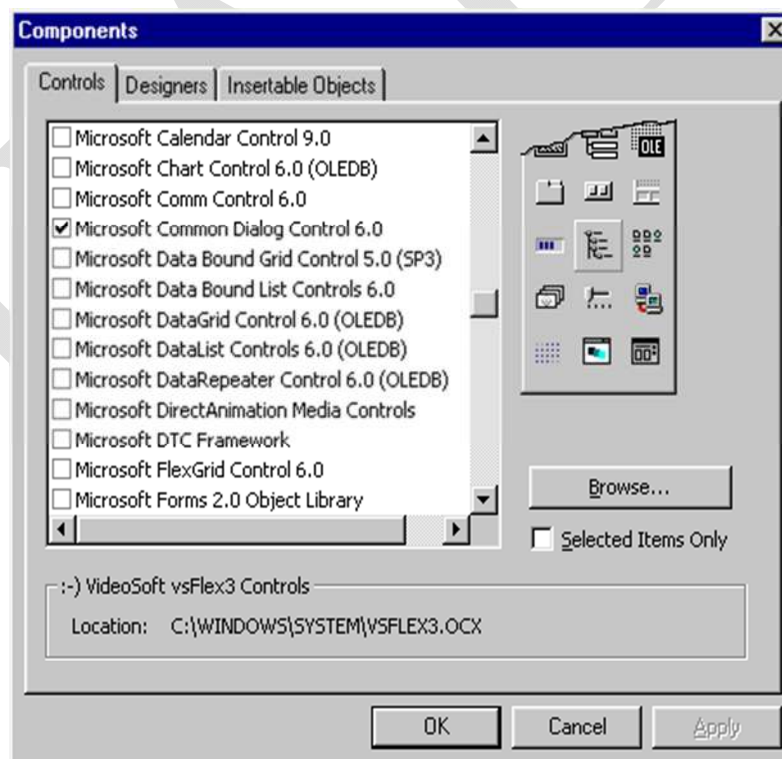 Components
Controls Designers Insertable Objects
Microsoft Calendar Control 9.0
Microsoft Chart Control 6.0 (OLEDB)
Microsoft Comm Control 6.0
Microsoft Common Dialog Control 6.0
Microsoft Data Bound Grid Control 5.0 (SP3)
Microsoft Data Bound List Controls 6.0
Microsoft DataGrid Control 6.0 (OLEDB)
Microsoft DataList Controls 6.0 (OLEDB)
Microsoft DataRepeater Control 6.0 (OLEDB)
Microsoft DirectAnimation Media Controls
Microsoft DTC Framework
Microsoft FlexGrid Control 6.0
Microsoft Forms 2.0 Object Library
OLE
Browse...
Selected Items Only
:-) VideoSoft vsFlex3 Controls
Location: C:\WINDOWS\SYSTEM\VSFLEX3.OCX
OK Cancel Apply